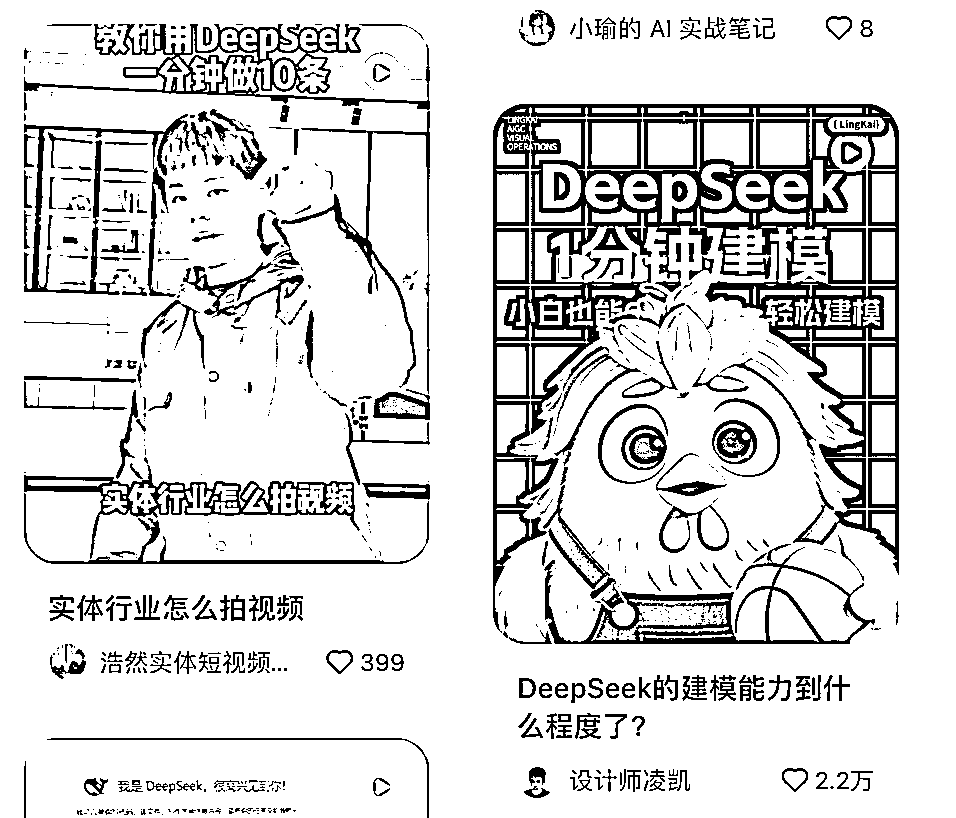 教你用DeepSeek
一分钟做10条
实体行业怎么拍视频
实体行业怎么拍视频
浩然实体短视频...
399
我是 DeepSeek，很高兴见到你！
小瑜的 AI 实战笔记
8
LINGKAI
AIGC
VISUAL
OPERATIONS
(LingKai)
DeepSeek
1分钟建模
小白也能 轻松建模
DeepSeek的建模能力到什
么程度了？
设计师凌凯
2.2万